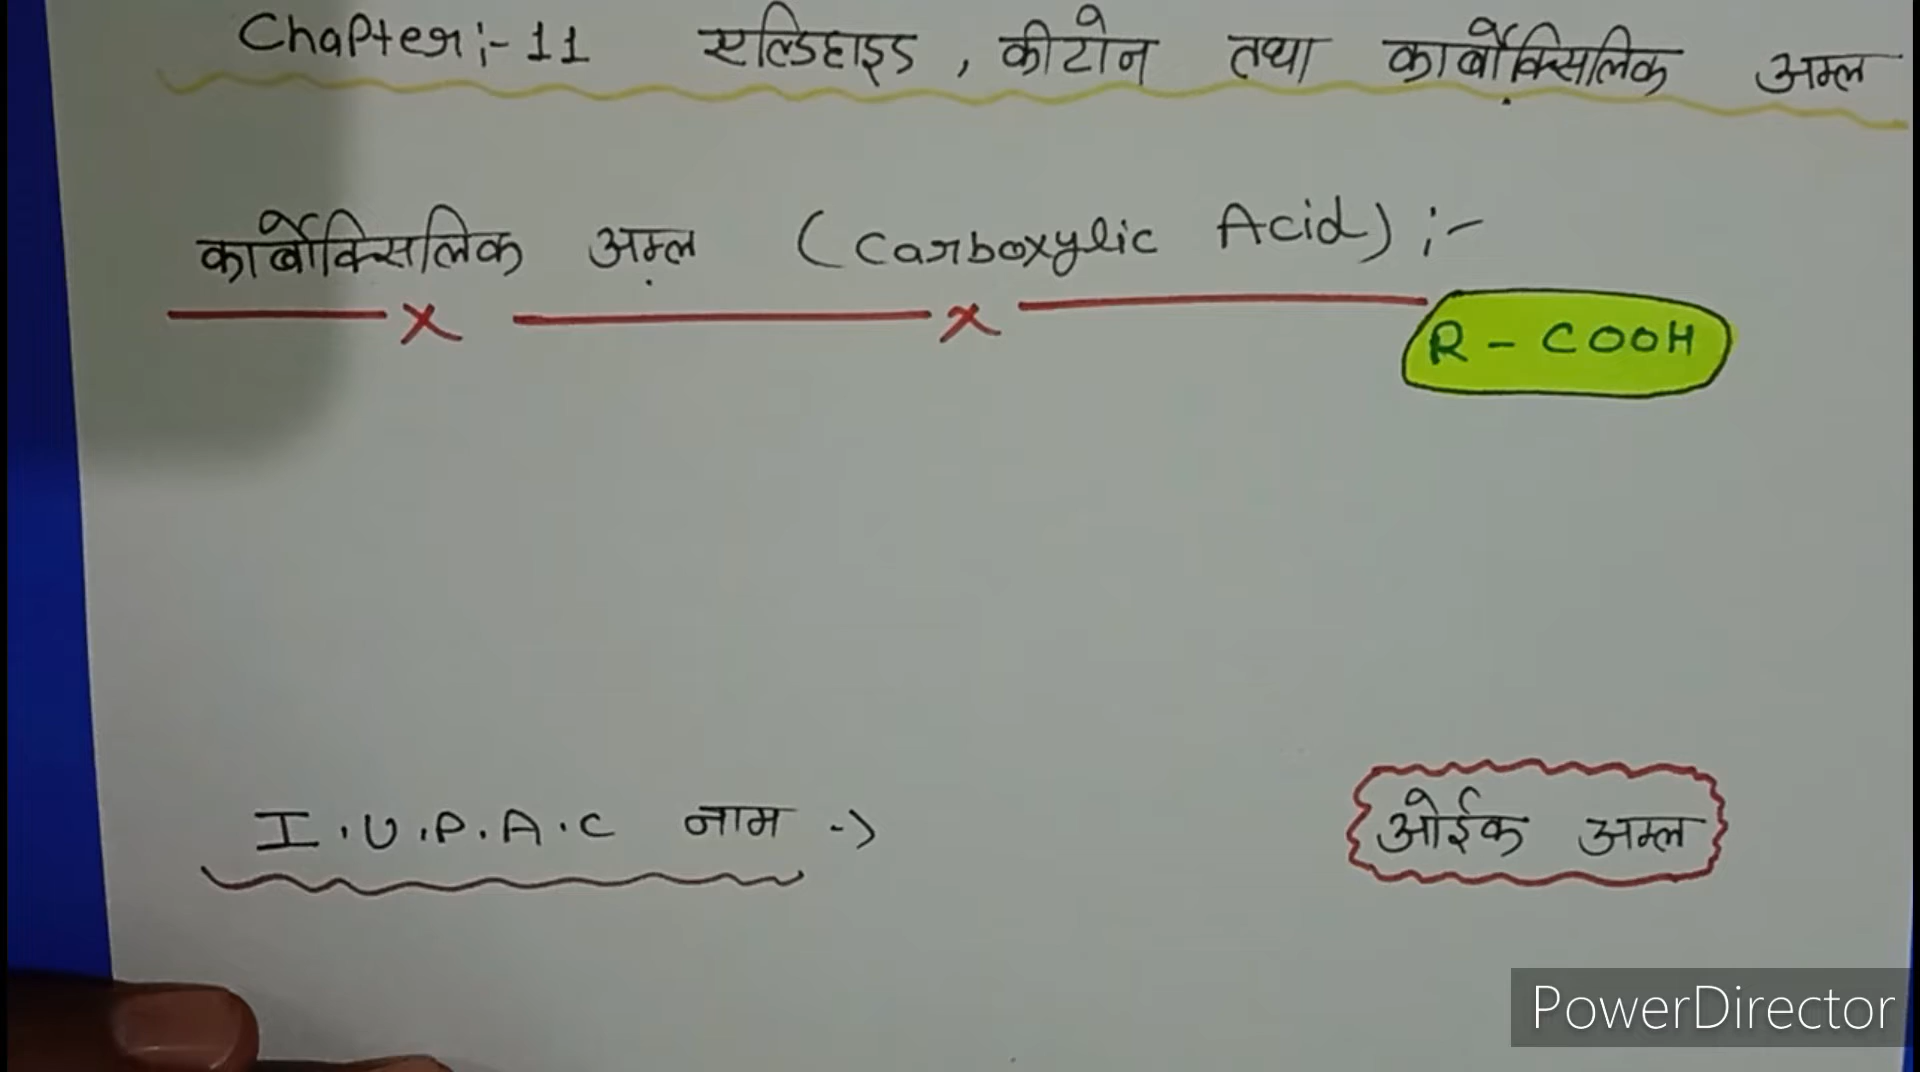 Chapter:- 11 एल्डिहाइड, कीटोन तथा कार्बोक्सिलिक अम्ल
कार्बोक्सिलिक अम्ल (Carboxylic Acid) :-
R - COOH
I.U.P.A.C नाम ->
ओईक अम्ल
PowerDirector